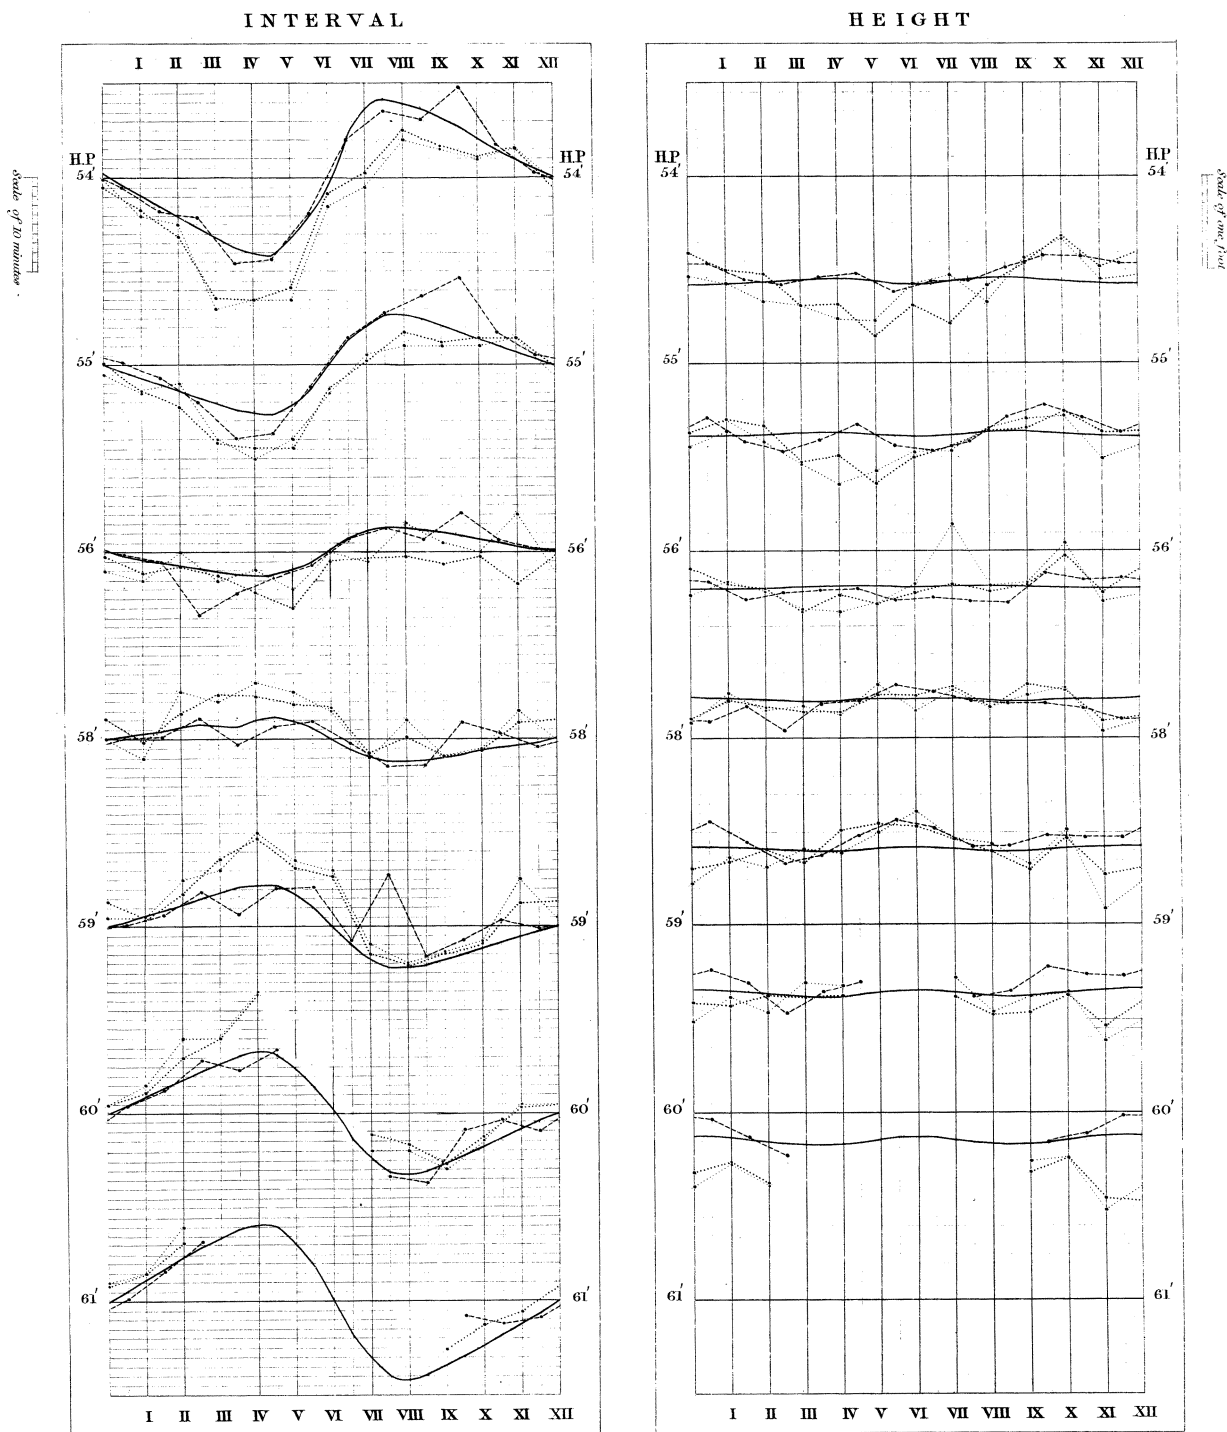 INTERVAL
I II III IV V VI VII VIII IX X XI XII
H.P H.P
54' 54'
55' 55'
56' 56'
58' 58'
59' 59'
60' 60'
61' 61'
I II III IV V VI VII VIII IX X XI XII
Scale of 10 minutes.
HEIGHT
I II III IV V VI VII VIII IX X XI XII
H.P H.P
54' 54'
55' 55'
56' 56'
58' 58'
59' 59'
60' 60'
61' 61'
I II III IV V VI VII VIII IX X XI XII
Scale of one foot